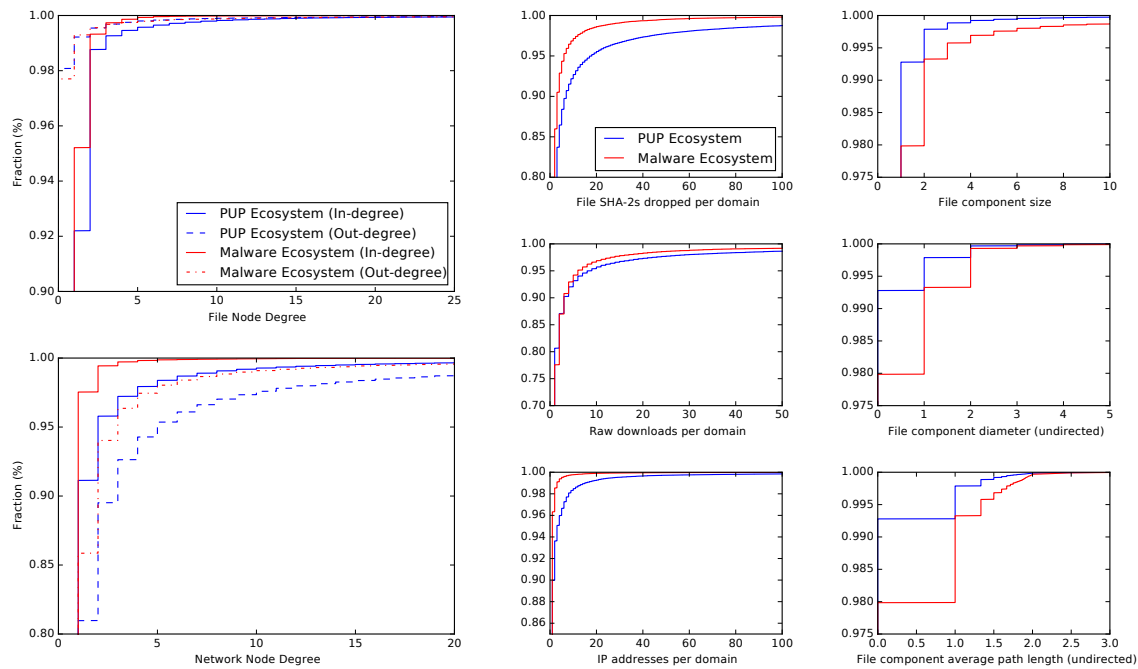 Fraction (%)
1.00
0.98
0.96
0.94
0.92
0.90
PUP Ecosystem (In-degree)
PUP Ecosystem (Out-degree)
Malware Ecosystem (In-degree)
Malware Ecosystem (Out-degree)
0 5 10 15 20 25
File Node Degree
Fraction (%)
1.00
0.95
0.90
0.85
0.80
0 5 10 15 20
Network Node Degree
1.00
0.95
0.90
0.85
0.80
PUP Ecosystem
Malware Ecosystem
0 20 40 60 80 100
File SHA-2s dropped per domain
1.00
0.95
0.90
0.85
0.80
0.75
0.70
0 10 20 30 40 50
Raw downloads per domain
1.00
0.98
0.96
0.94
0.92
0.90
0.88
0.86
0 20 40 60 80 100
IP addresses per domain
1.000
0.995
0.990
0.985
0.980
0.975
0 2 4 6 8 10
File component size
1.000
0.995
0.990
0.985
0.980
0.975
0 1 2 3 4 5
File component diameter (undirected)
1.000
0.995
0.990
0.985
0.980
0.975
0.0 0.5 1.0 1.5 2.0 2.5 3.0
File component average path length (undirected)